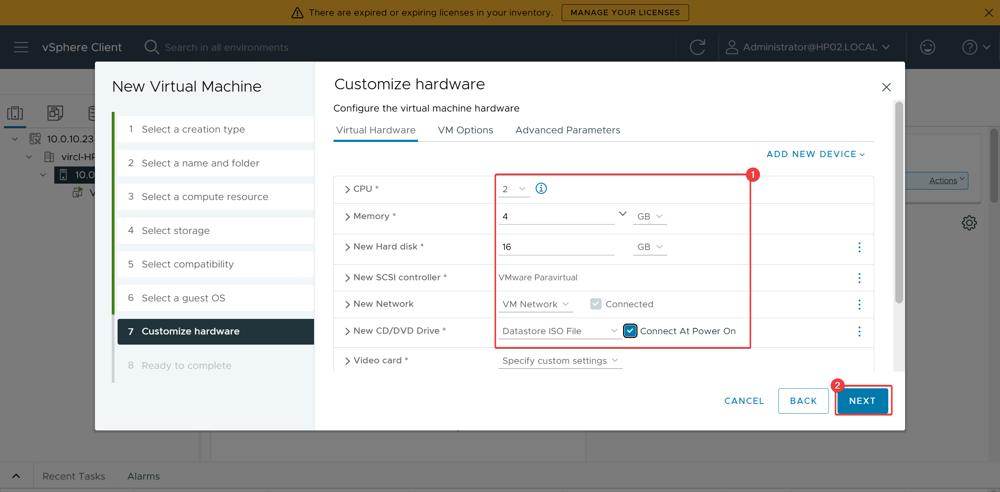 There are expired or expiring licenses in your inventory. MANAGE YOUR LICENSES
vSphere Client Search in all environments Administrator@HP02.LOCAL
New Virtual Machine
1 Select a creation type
2 Select a name and folder
3 Select a compute resource
4 Select storage
5 Select compatibility
6 Select a guest OS
7 Customize hardware
8 Ready to complete
10.0.10.23
vircl-HP
10.0
V
Customize hardware
Configure the virtual machine hardware
Virtual Hardware VM Options Advanced Parameters
ADD NEW DEVICE
1
CPU * 2
Memory * 4 GB
New Hard disk * 16 GB
New SCSI controller * VMware Paravirtual
New Network VM Network Connected
New CD/DVD Drive * Datastore ISO File Connect At Power On
Video card * Specify custom settings
Actions
2
CANCEL BACK NEXT
Recent Tasks Alarms